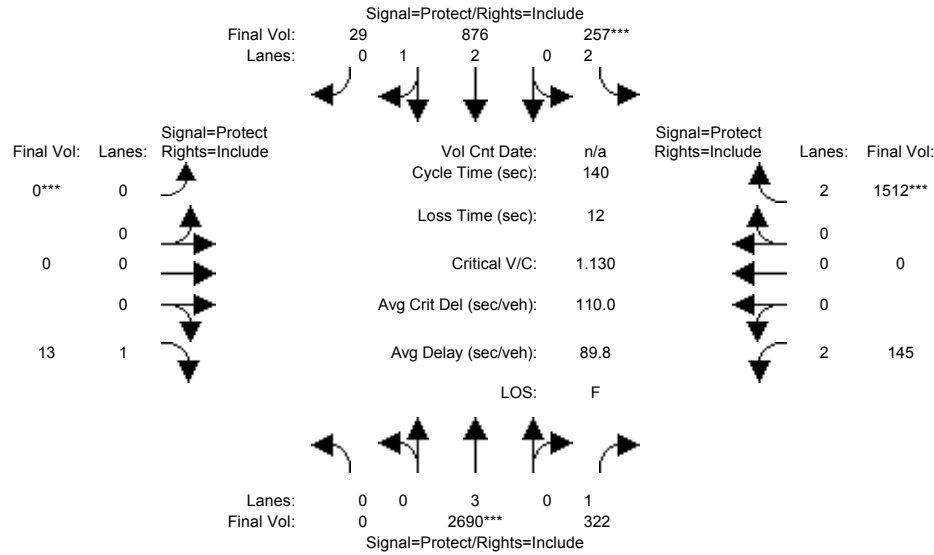 Signal=Protect/Rights=Include
Final Vol: 29 876 257***
Lanes: 0 1 2 0 2
Signal=Protect Signal=Protect
Final Vol: Lanes: Rights=Include Vol Cnt Date: n/a Rights=Include Lanes: Final Vol:
Cycle Time (sec): 140
0*** 0 2 1512***
Loss Time (sec): 12
0 0
0 0 Critical V/C: 1.130 0 0
0 Avg Crit Del (sec/veh): 110.0 0
13 1 Avg Delay (sec/veh): 89.8 2 145
LOS: F
Lanes: 0 0 3 0 1
Final Vol: 0 2690*** 322
Signal=Protect/Rights=Include